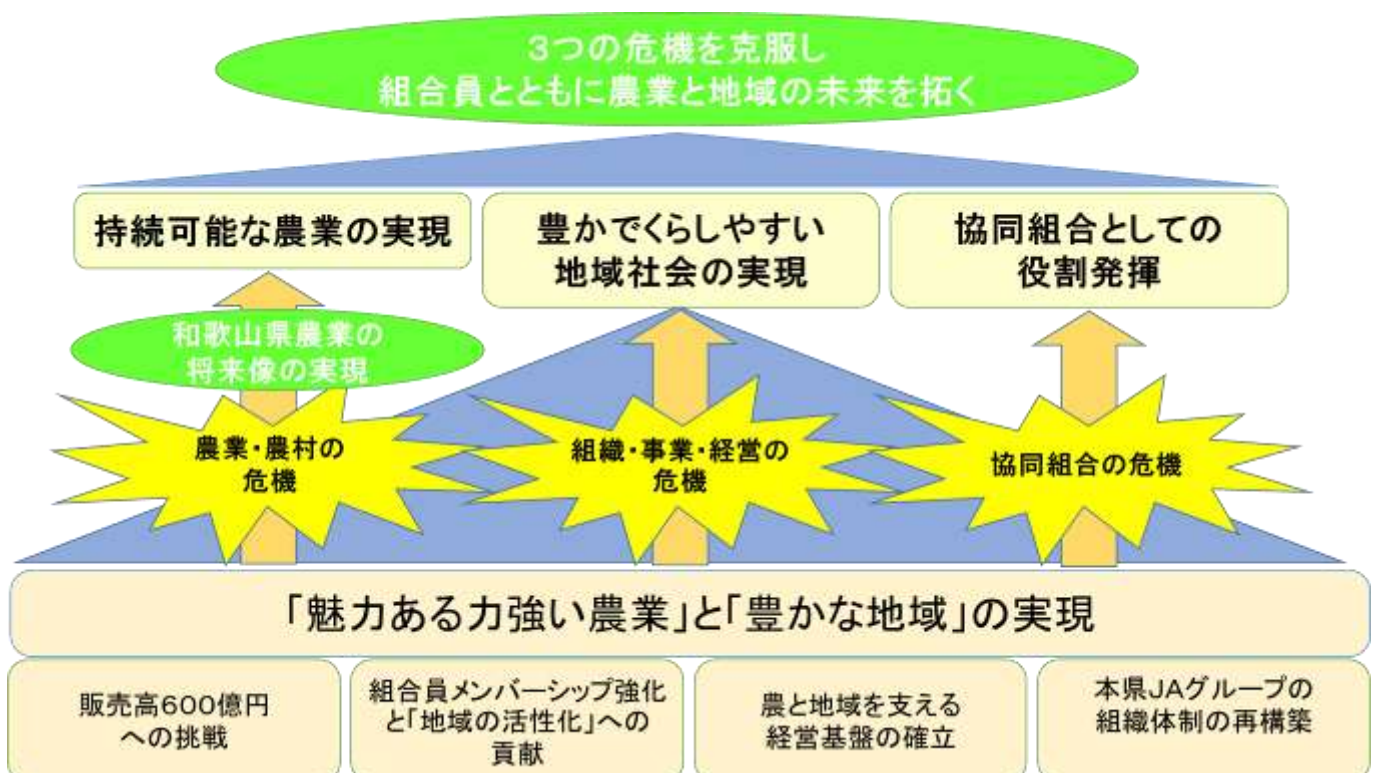 3つの危機を克服し
組合員とともに農業と地域の未来を拓く
持続可能な農業の実現
豊かでくらしやすい
地域社会の実現
協同組合としての
役割発揮
和歌山県農業の
将来像の実現
農業・農村の
危機
組織・事業・経営の
危機
協同組合の危機
「魅力ある力強い農業」と「豊かな地域」の実現
販売高600億円
への挑戦
組合員メンバーシップ強化
と「地域の活性化」への
貢献
農と地域を支える
経営基盤の確立
本県JAグループの
組織体制の再構築